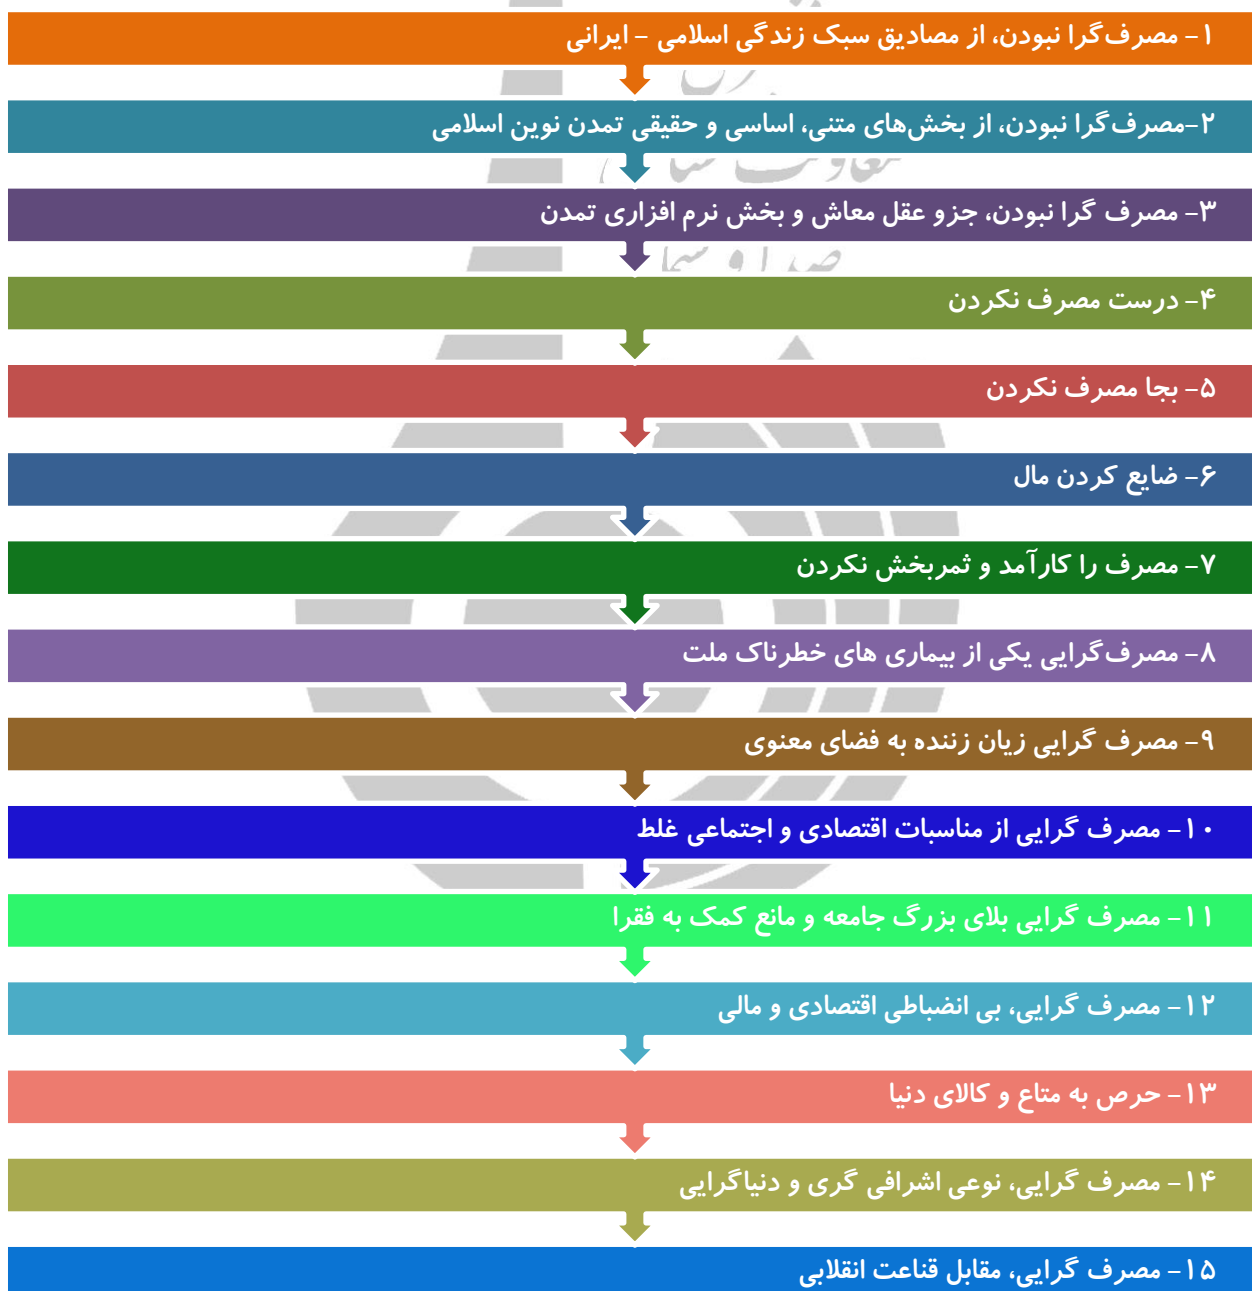 ۱- مصرف‌گرا نبودن، از مصادیق سبک زندگی اسلامی - ایرانی
۲-مصرف‌گرا نبودن، از بخش‌های متنی، اساسی و حقیقی تمدن نوین اسلامی
معاونت
۳- مصرف گرا نبودن، جزو عقل معاش و بخش نرم افزاری تمدن
صدا و سیما
۴- درست مصرف نکردن
۵- بجا مصرف نکردن
۶- ضایع کردن مال
۷- مصرف را کارآمد و ثمربخش نکردن
۸- مصرف‌گرایی یکی از بیماری های خطرناک ملت
۹- مصرف گرایی زیان زننده به فضای معنوی
۱۰- مصرف گرایی از مناسبات اقتصادی و اجتماعی غلط
۱۱- مصرف گرایی بلای بزرگ جامعه و مانع کمک به فقرا
۱۲- مصرف گرایی، بی انضباطی اقتصادی و مالی
۱۳- حرص به متاع و کالای دنیا
۱۴- مصرف گرایی، نوعی اشرافی گری و دنیاگرایی
۱۵- مصرف گرایی، مقابل قناعت انقلابی